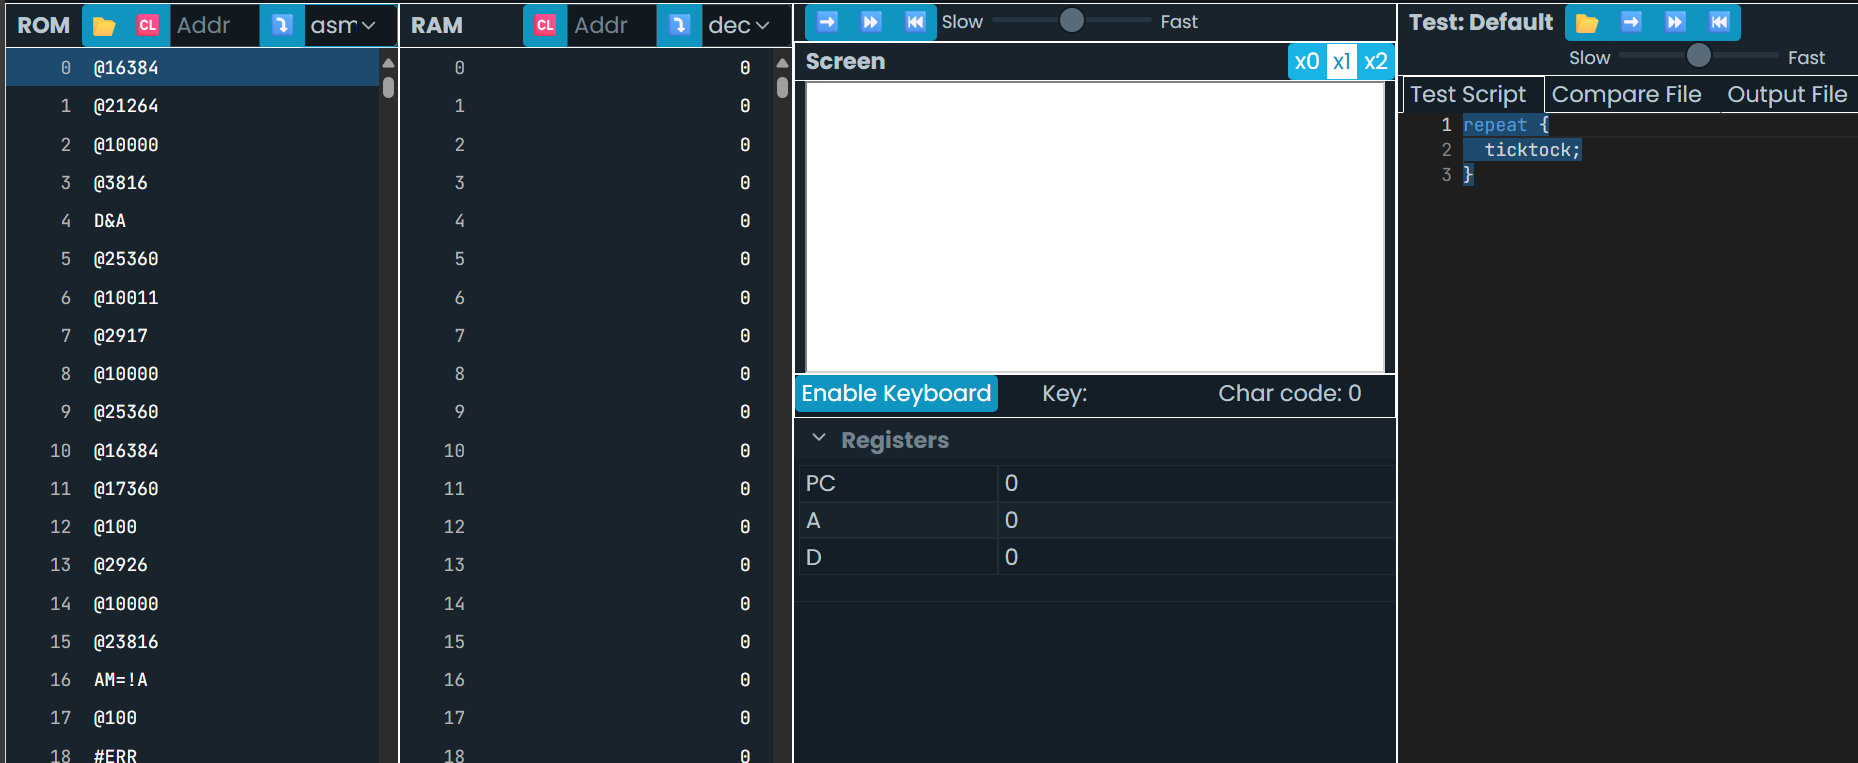 ROM CL Addr asm
0 @16384
1 @21264
2 @10000
3 @3816
4 D&A
5 @25360
6 @10011
7 @2917
8 @10000
9 @25360
10 @16384
11 @17360
12 @100
13 @2926
14 @10000
15 @23816
16 AM=!A
17 @100
18 #ERR
RAM CL Addr dec
0 0
1 0
2 0
3 0
4 0
5 0
6 0
7 0
8 0
9 0
10 0
11 0
12 0
13 0
14 0
15 0
16 0
17 0
18 0
Slow Fast
Screen x0 x1 x2
Enable Keyboard Key: Char code: 0
Registers
PC 0
A 0
D 0
Test: Default
Slow Fast
Test Script Compare File Output File
1 repeat {
2 ticktock;
3 }